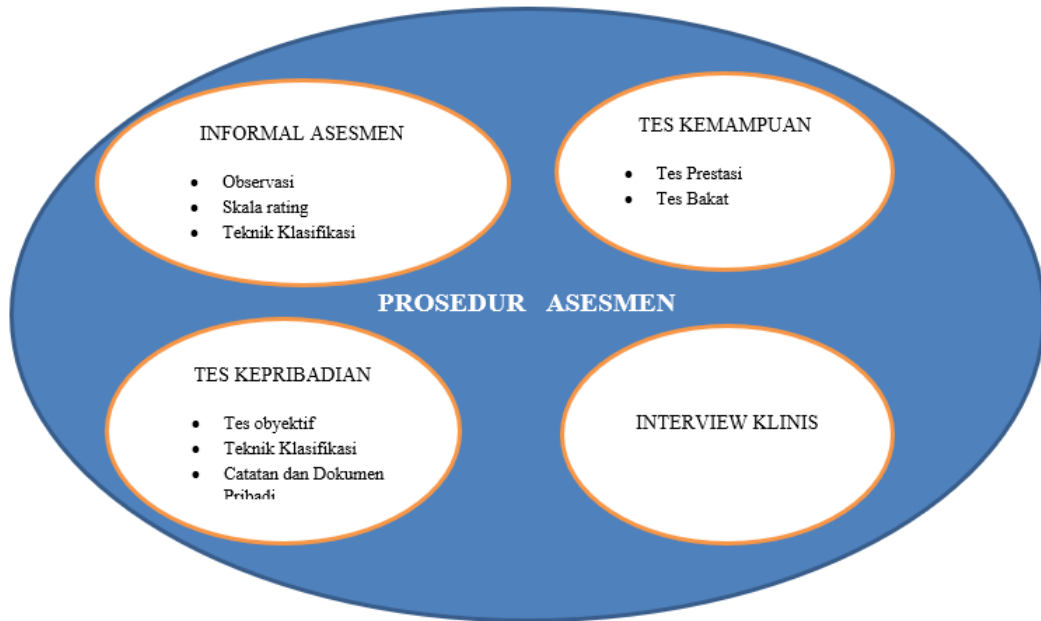 INFORMAL ASESMEN
• Observasi
• Skala rating
• Teknik Klasifikasi
TES KEMAMPUAN
• Tes Prestasi
• Tes Bakat
PROSEDUR ASESMEN
TES KEPRIBADIAN
• Tes obyektif
• Teknik Klasifikasi
• Catatan dan Dokumen
Pribadi
INTERVIEW KLINIS